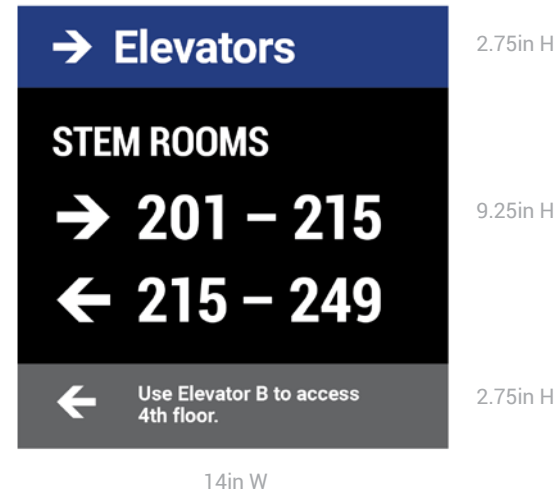 → Elevators
2.75in H
STEM ROOMS
→ 201 – 215
9.25in H
← 215 – 249
← Use Elevator B to access
4th floor.
2.75in H
14in W